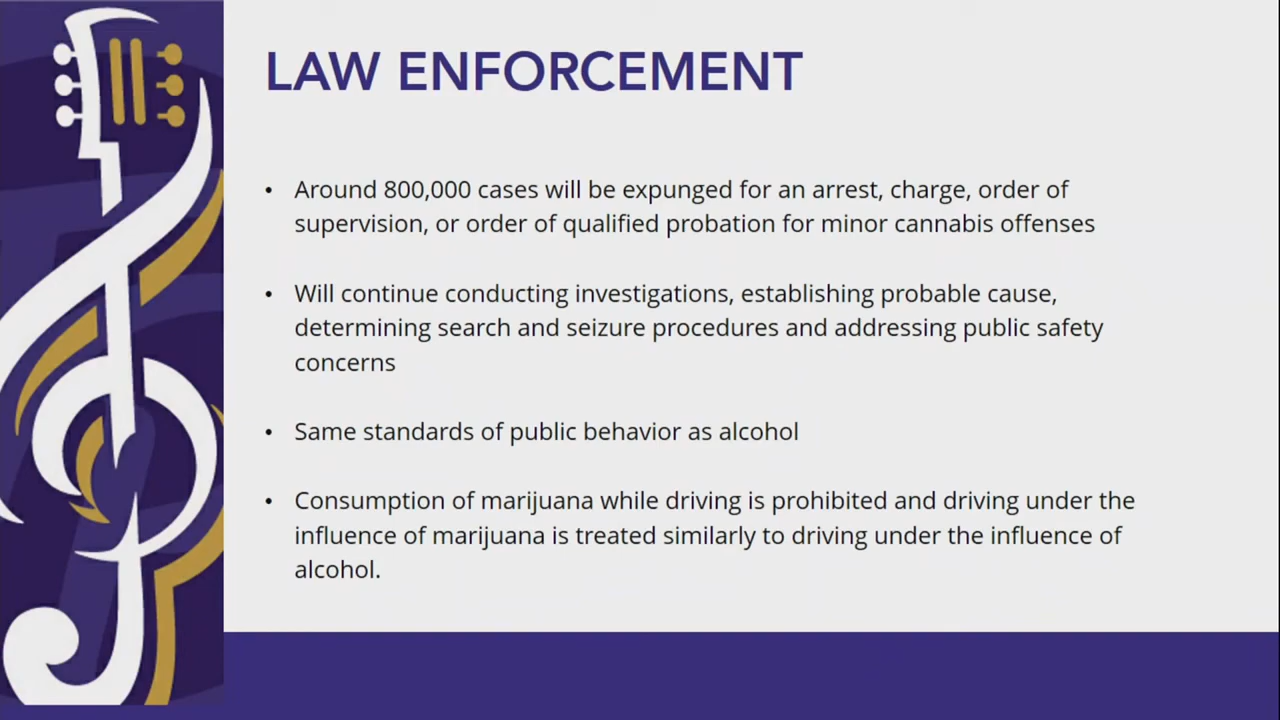 LAW ENFORCEMENT
• Around 800,000 cases will be expunged for an arrest, charge, order of
supervision, or order of qualified probation for minor cannabis offenses
• Will continue conducting investigations, establishing probable cause,
determining search and seizure procedures and addressing public safety
concerns
• Same standards of public behavior as alcohol
• Consumption of marijuana while driving is prohibited and driving under the
influence of marijuana is treated similarly to driving under the influence of
alcohol.